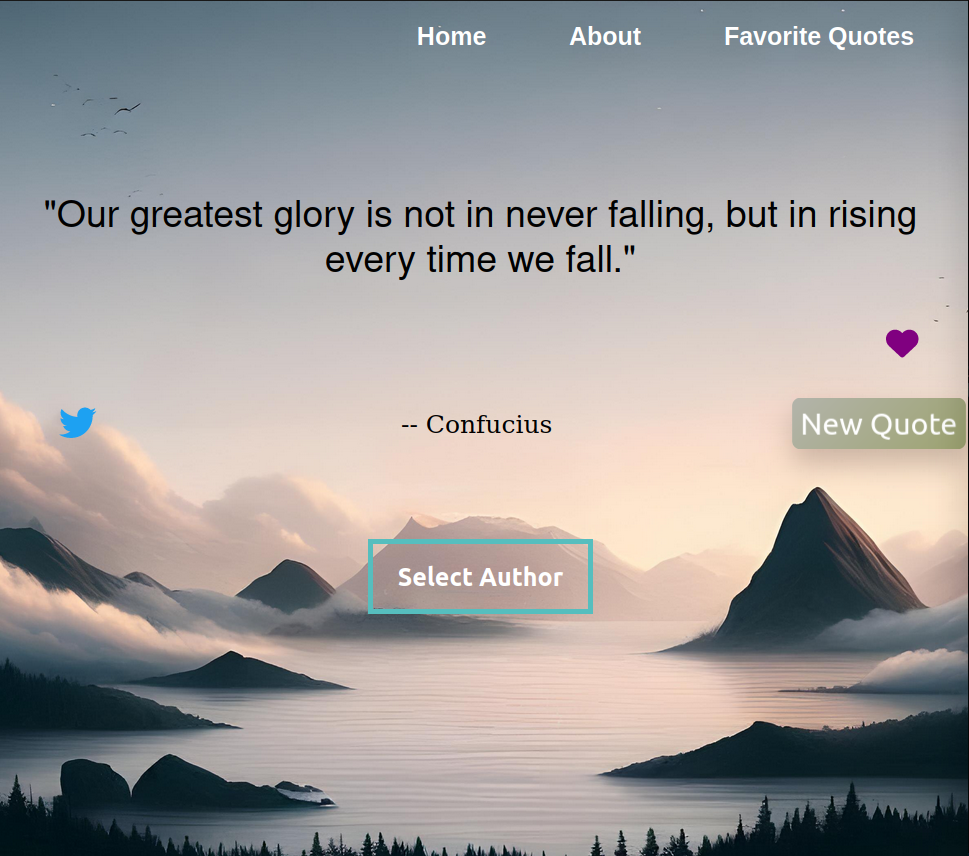 Home About Favorite Quotes
"Our greatest glory is not in never falling, but in rising
every time we fall."
-- Confucius
New Quote
Select Author